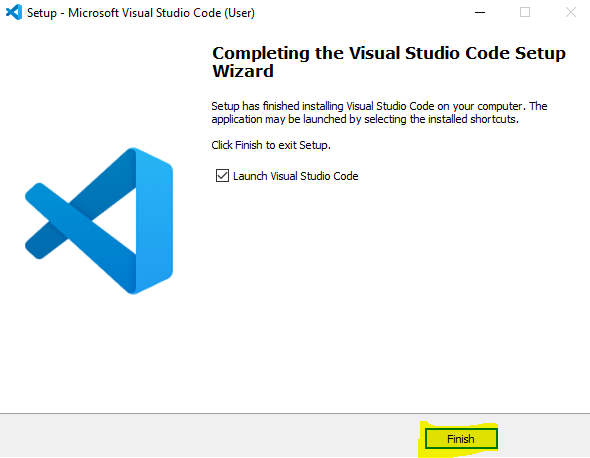 Setup - Microsoft Visual Studio Code (User)
Completing the Visual Studio Code Setup
Wizard
Setup has finished installing Visual Studio Code on your computer. The
application may be launched by selecting the installed shortcuts.
Click Finish to exit Setup.
Launch Visual Studio Code
Finish